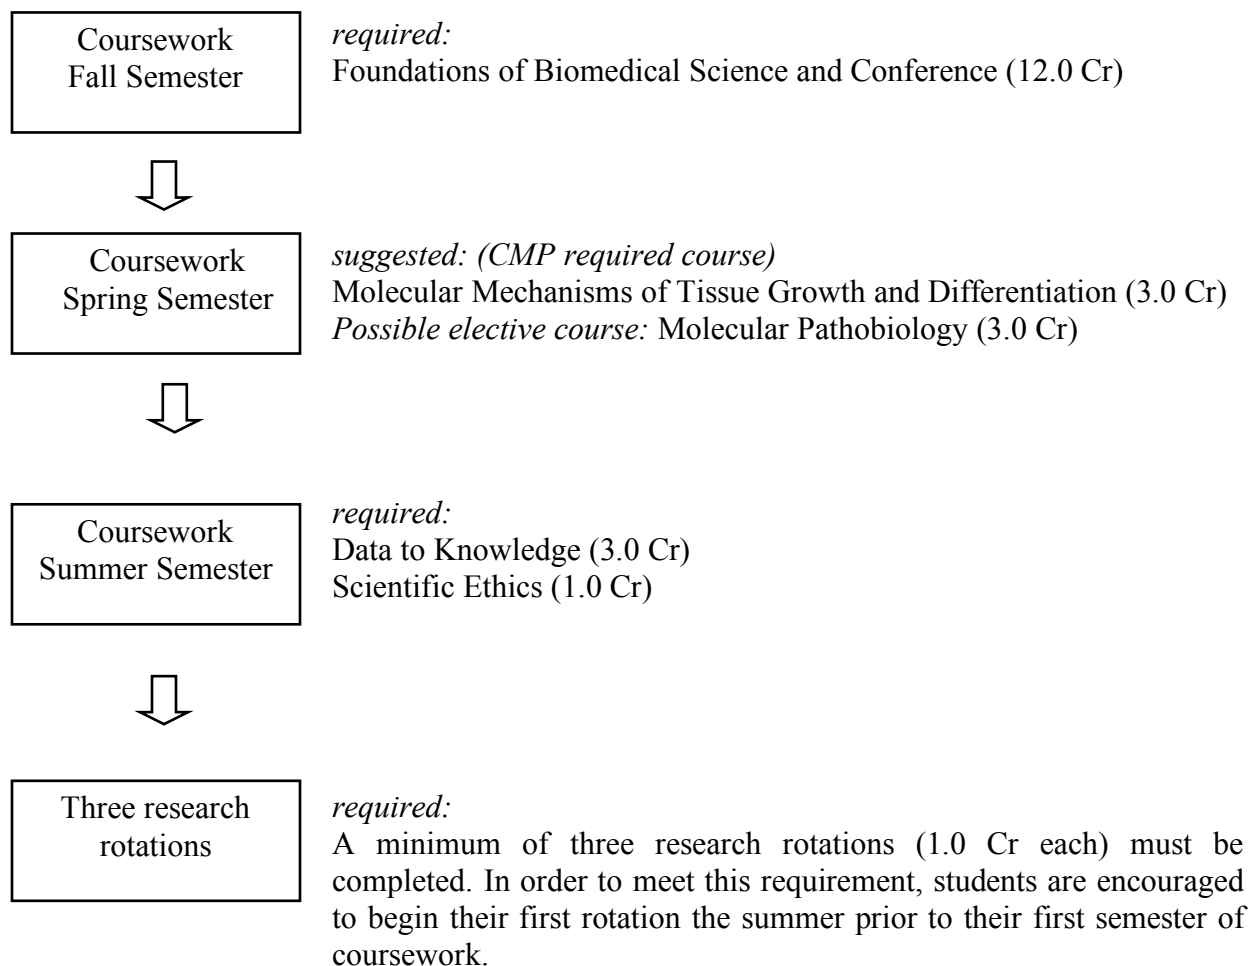 Coursework
Fall Semester
required:
Foundations of Biomedical Science and Conference (12.0 Cr)
Coursework
Spring Semester
suggested: (CMP required course)
Molecular Mechanisms of Tissue Growth and Differentiation (3.0 Cr)
Possible elective course: Molecular Pathobiology (3.0 Cr)
Coursework
Summer Semester
required:
Data to Knowledge (3.0 Cr)
Scientific Ethics (1.0 Cr)
Three research
rotations
required:
A minimum of three research rotations (1.0 Cr each) must be
completed. In order to meet this requirement, students are encouraged
to begin their first rotation the summer prior to their first semester of
coursework.